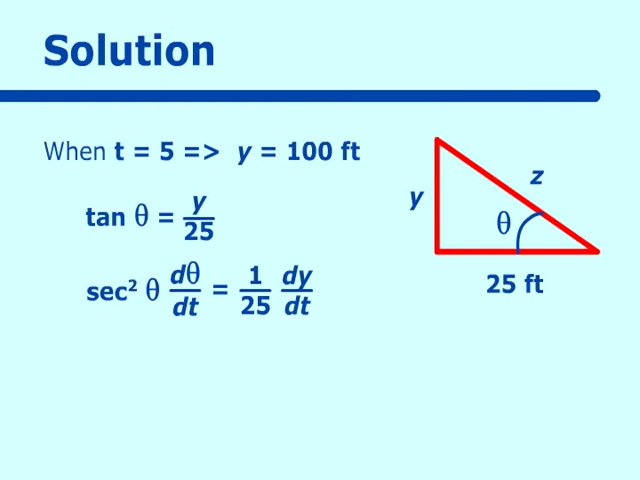 Solution
When t = 5 => y = 100 ft
tan θ = y/25
sec² θ dθ/dt = 1/25 dy/dt
y
z
θ
25 ft